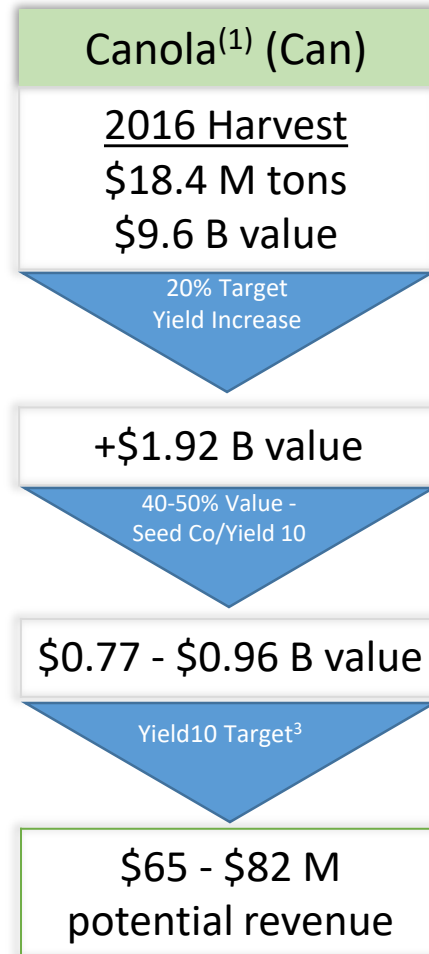 Canola(1) (Can)
2016 Harvest
$18.4 M tons
$9.6 B value
20% Target
Yield Increase
+$1.92 B value
40-50% Value -
Seed Co/Yield 10
$0.77 - $0.96 B value
Yield10 Target3
$65 - $82 M
potential revenue